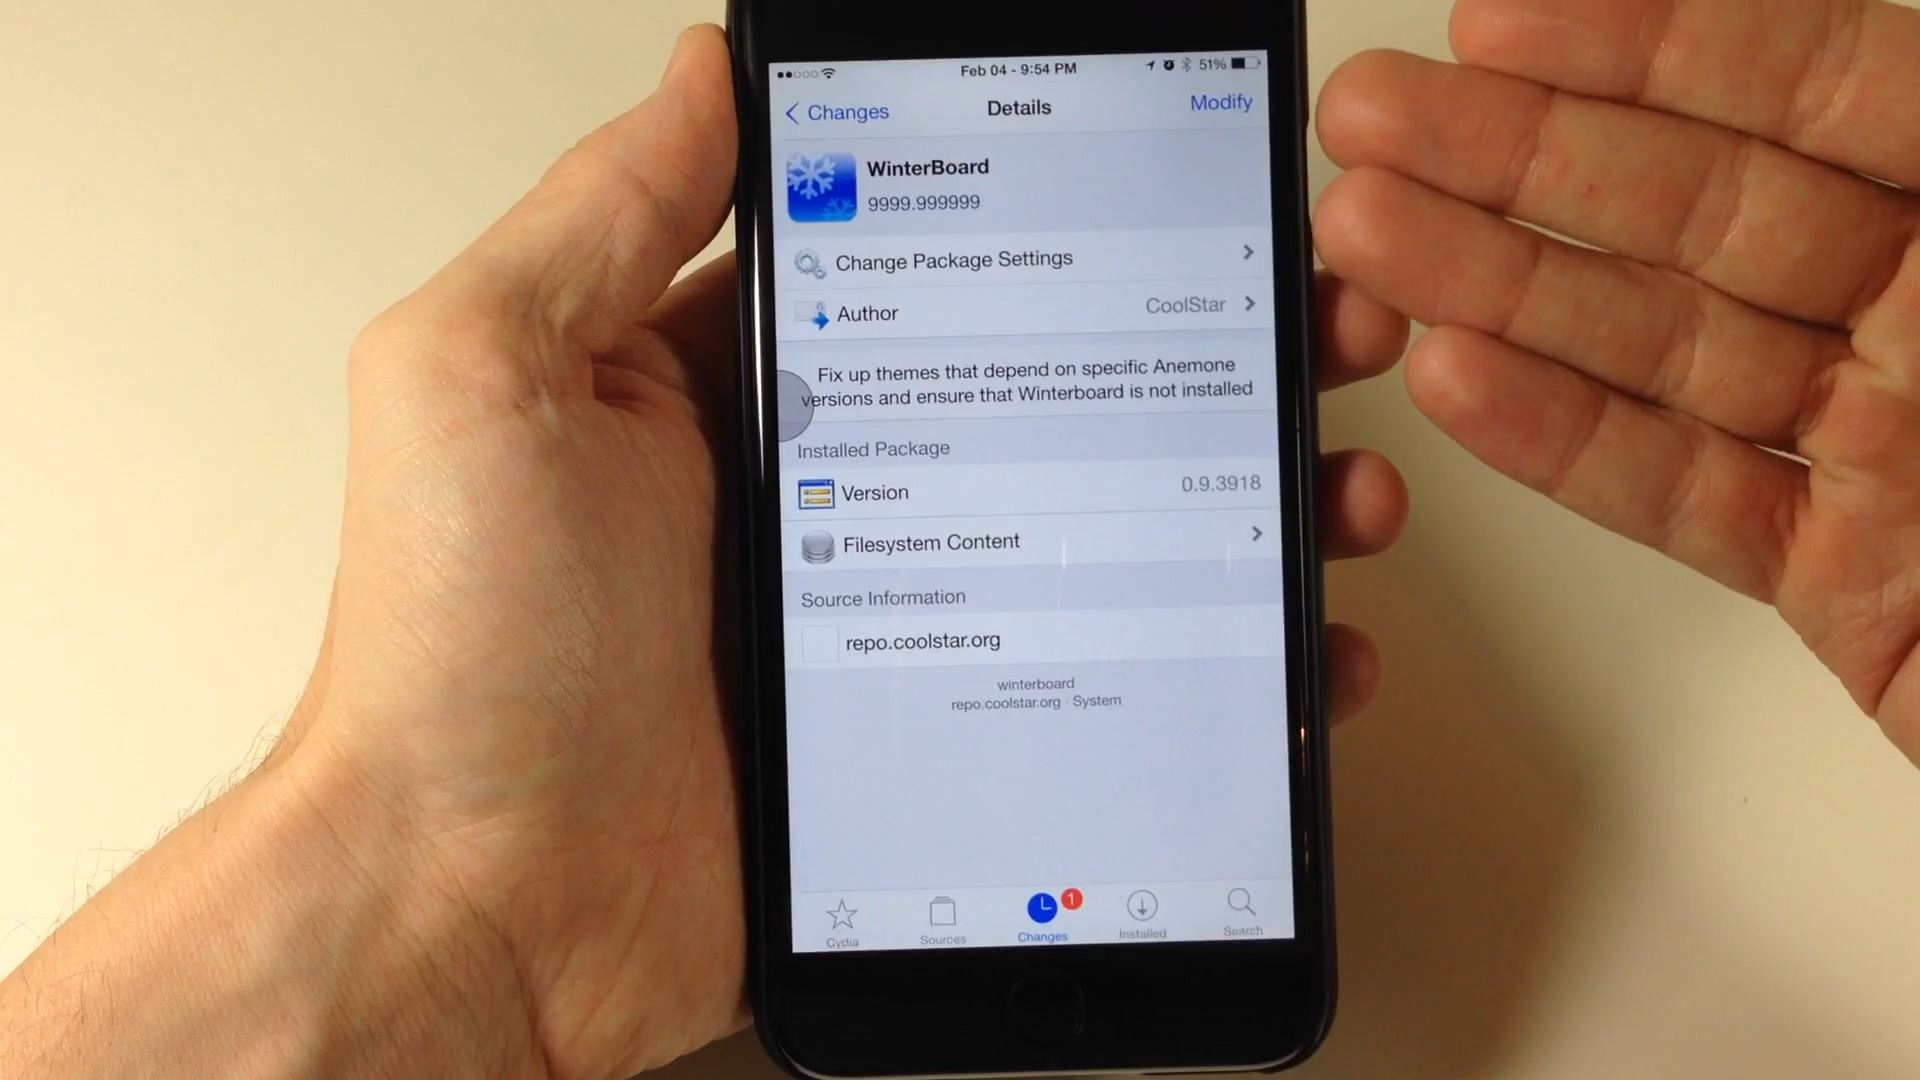 Feb 04 - 9:54 PM
51%
Changes
Details
Modify
WinterBoard
9999.999999
Change Package Settings
Author
CoolStar
Fix up themes that depend on specific Anemone
versions and ensure that Winterboard is not installed
Installed Package
Version
0.9.3918
Filesystem Content
Source Information
repo.coolstar.org
winterboard
repo.coolstar.org · System
1
Cydia
Sources
Changes
Installed
Search